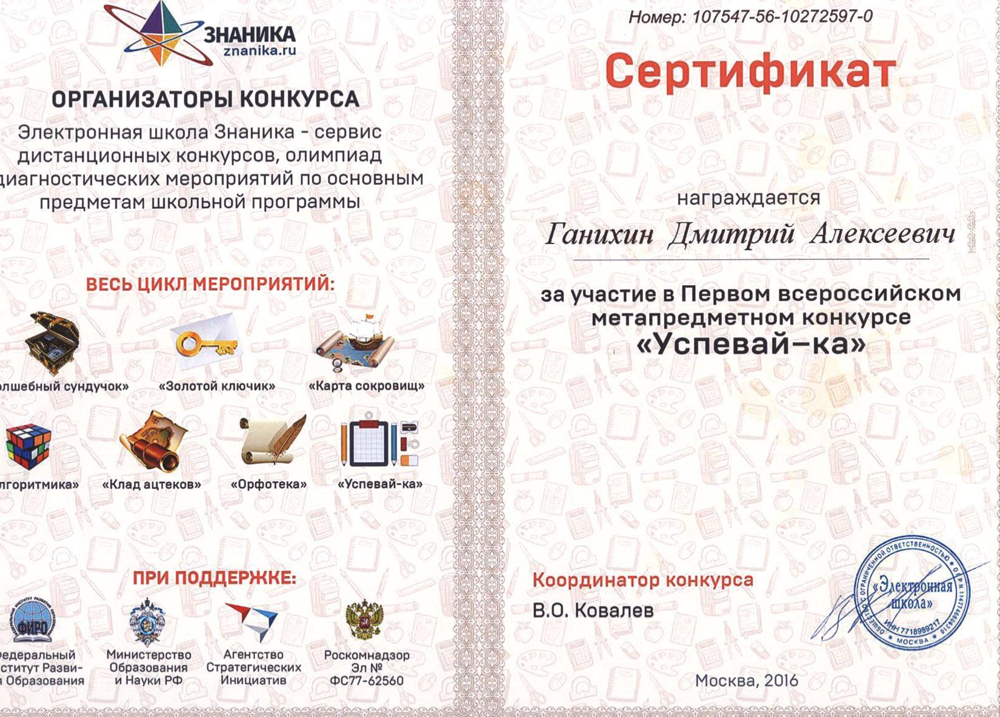 ЗНАНИКА
znanika.ru
ОРГАНИЗАТОРЫ КОНКУРСА
Электронная школа Знаника - сервис
дистанционных конкурсов, олимпиад
диагностических мероприятий по основным
предметам школьной программы
ВЕСЬ ЦИКЛ МЕРОПРИЯТИЙ:
олшебный сундучок» «Золотой ключик» «Карта сокровищ»
лгоритмика» «Клад ацтеков» «Орфотека» «Успевай-ка»
ПРИ ПОДДЕРЖКЕ:
ФИРО
едеральный
ститут Разви-
я Образования
Министерство
Образования
и Науки РФ
Агентство
Стратегических
Инициатив
Роскомнадзор
Эл №
ФС77-62560
Номер: 107547-56-10272597-0
Сертификат
награждается
Ганихин Дмитрий Алексеевич
за участие в Первом всероссийском
метапредметном конкурсе
«Успевай–ка»
Координатор конкурса
В.О. Ковалев
ОБЩЕСТВО С ОГРАНИЧЕННОЙ ОТВЕТСТВЕННОСТЬЮ
«Электронная
школа»
ИНН 7718989217
МОСКВА
Москва, 2016